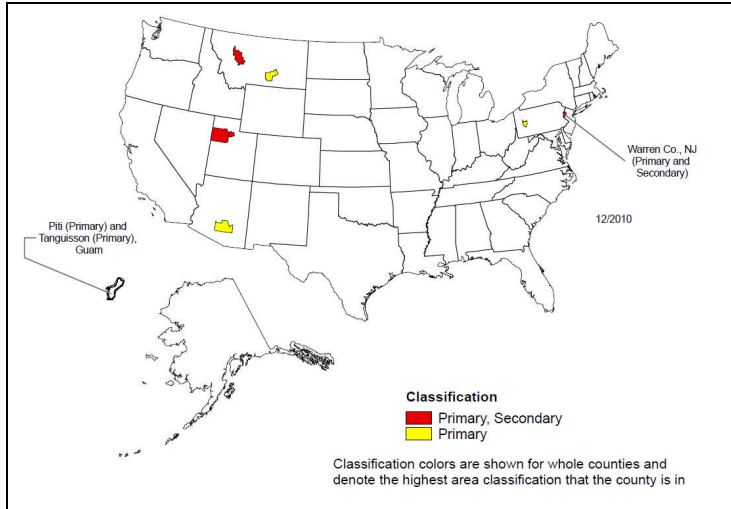 Warren Co., NJ
(Primary and
Secondary)
12/2010
Piti (Primary) and
Tanguisson (Primary),
Guam
Classification
Primary, Secondary
Primary
Classification colors are shown for whole counties and
denote the highest area classification that the county is in